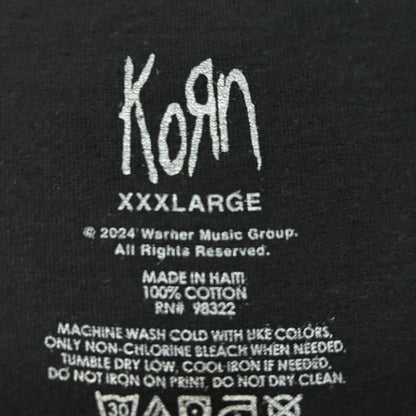 KoЯn
XXXLARGE
© 2024 Warner Music Group.
All Rights Reserved.
MADE IN HAITI
100% COTTON
RN# 98322
MACHINE WASH COLD WITH LIKE COLORS,
ONLY NON-CHLORINE BLEACH WHEN NEEDED,
TUMBLE DRY LOW, COOL IRON IF NEEDED,
DO NOT IRON ON PRINT, DO NOT DRY CLEAN.
30